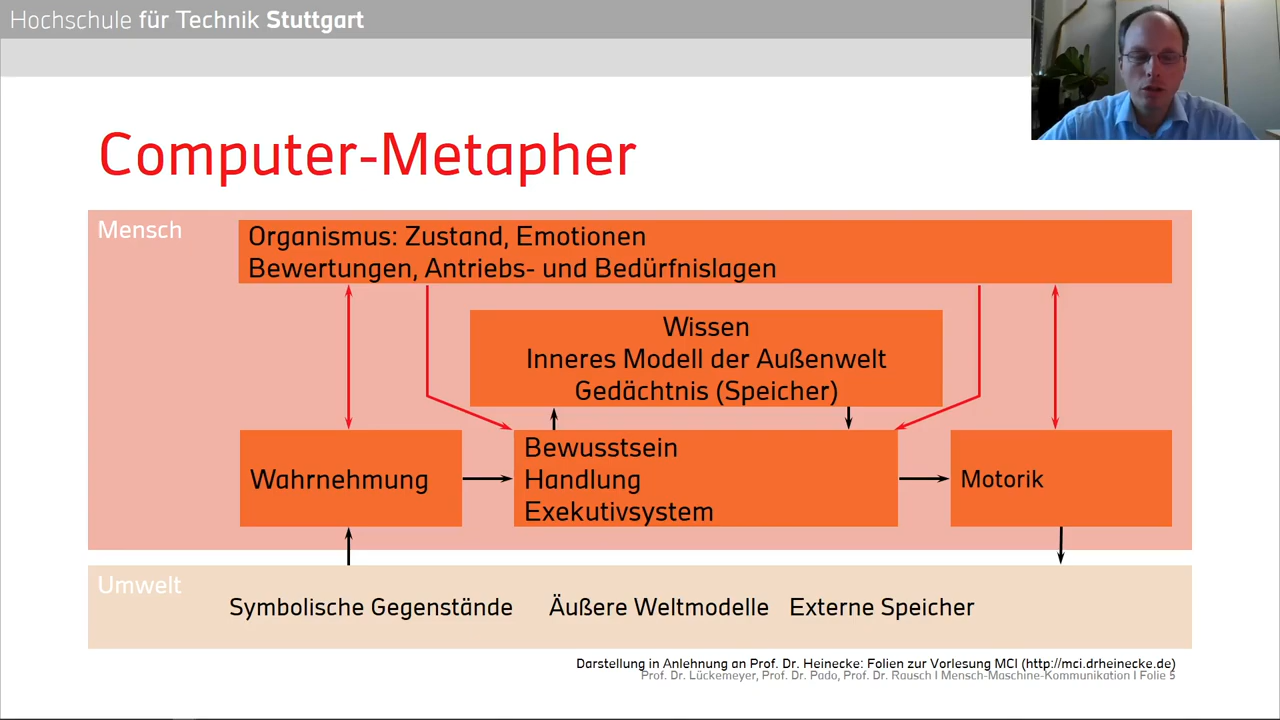 Hochschule für Technik Stuttgart
Computer-Metapher
Mensch
Organismus: Zustand, Emotionen
Bewertungen, Antriebs- und Bedürfnislagen
Wissen
Inneres Modell der Außenwelt
Gedächtnis (Speicher)
Wahrnehmung
Bewusstsein
Handlung
Exekutivsystem
Motorik
Umwelt
Symbolische Gegenstände
Äußere Weltmodelle
Externe Speicher
Darstellung in Anlehnung an Prof. Dr. Heinecke: Folien zur Vorlesung MCI (http://mci.drheinecke.de)
Prof. Dr. Lückemeyer, Prof. Dr. Pado, Prof. Dr. Rausch I Mensch-Maschine-Kommunikation I Folie 5